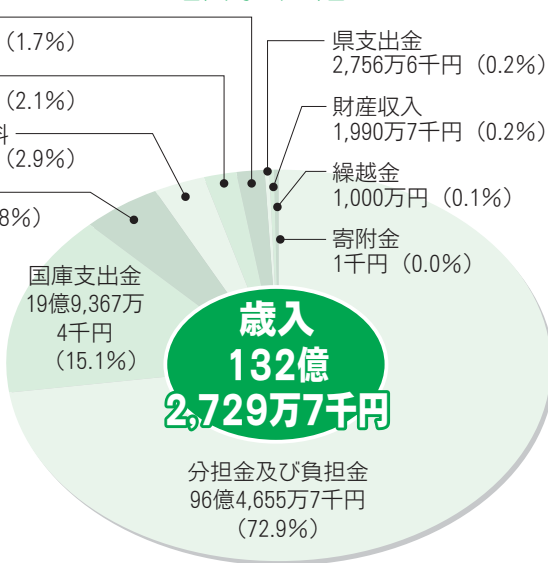 (1.7%)
(2.1%)
料
(2.9%)
8%)
県支出金
2,756万6千円 (0.2%)
財産収入
1,990万7千円 (0.2%)
繰越金
1,000万円 (0.1%)
寄附金
1千円 (0.0%)
国庫支出金
19億9,367万
4千円
(15.1%)
歳入
132億
2,729万7千円
分担金及び負担金
96億4,655万7千円
(72.9%)